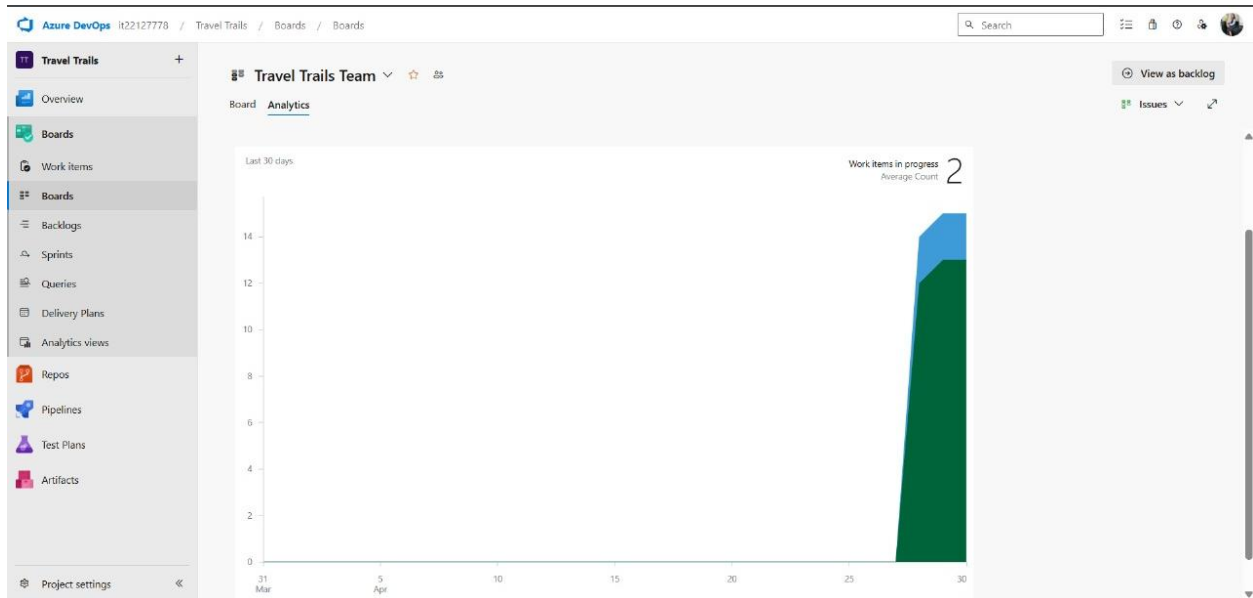 Azure DevOps it22127778 / Travel Trails / Boards / Boards
Search
TT Travel Trails +
Overview
Boards
Work items
Boards
Backlogs
Sprints
Queries
Delivery Plans
Analytics views
Repos
Pipelines
Test Plans
Artifacts
Project settings
Travel Trails Team
View as backlog
Board Analytics
Issues
Last 30 days
Work items in progress
Average Count
2
14
12
10
8
6
4
2
0
31 5 10 15 20 25 30
Mar Apr